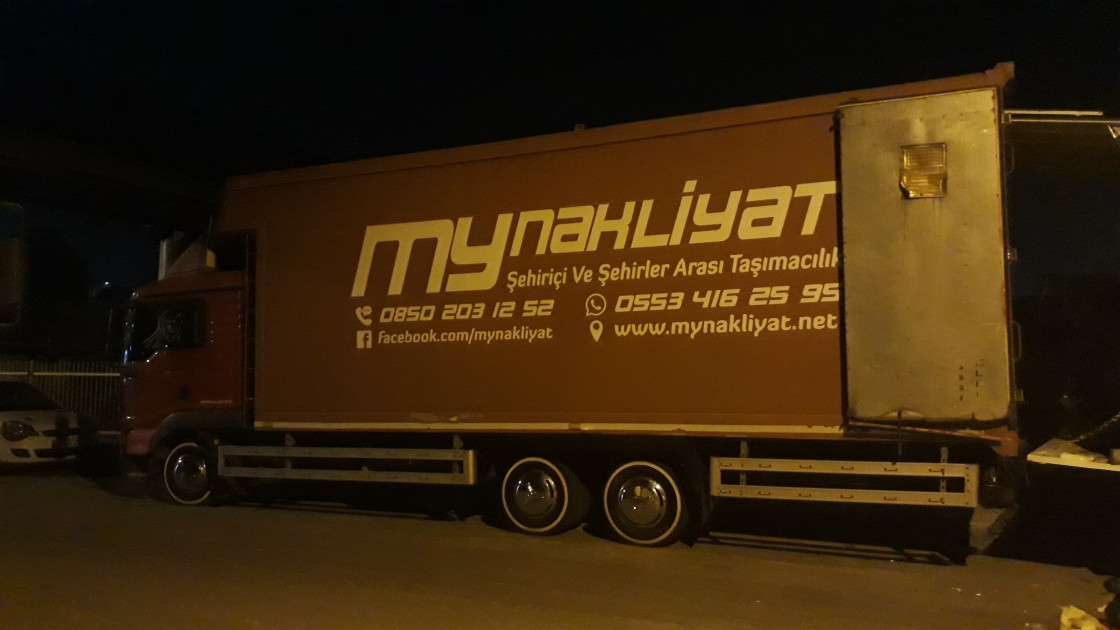 mynakliyat
Şehiriçi Ve Şehirler Arası Taşımacılık
0850 203 12 52
0553 416 25 95
Facebook.com/mynakliyat
www.mynakliyat.net